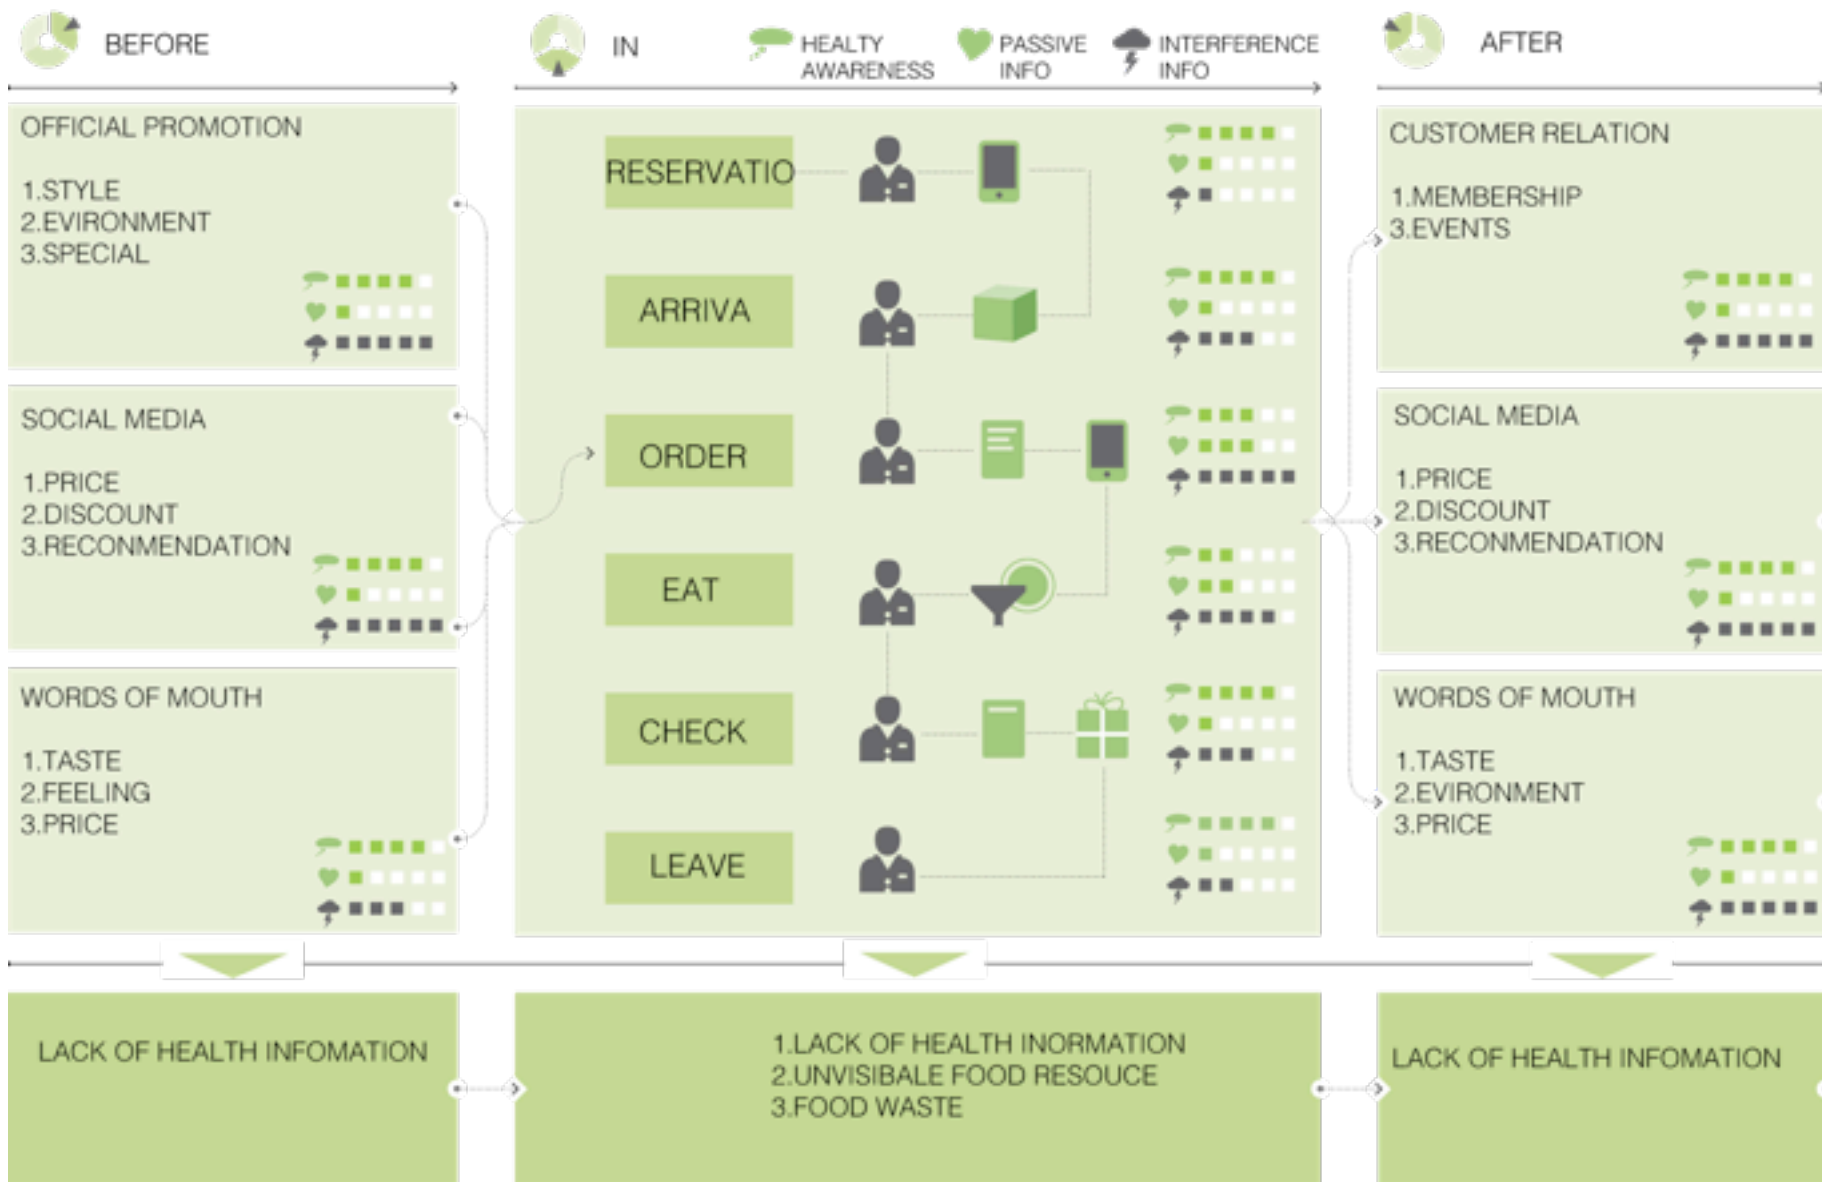 BEFORE
OFFICIAL PROMOTION
1.STYLE
2.EVIRONMENT
3.SPECIAL
SOCIAL MEDIA
1.PRICE
2.DISCOUNT
3.RECONMENDATION
WORDS OF MOUTH
1.TASTE
2.FEELING
3.PRICE
LACK OF HEALTH INFOMATION
IN
HEALTY
AWARENESS
PASSIVE
INFO
INTERFERENCE
INFO
RESERVATIO
ARRIVA
ORDER
EAT
CHECK
LEAVE
1.LACK OF HEALTH INORMATION
2.UNVISIBALE FOOD RESOUCE
3.FOOD WASTE
AFTER
CUSTOMER RELATION
1.MEMBERSHIP
3.EVENTS
SOCIAL MEDIA
1.PRICE
2.DISCOUNT
3.RECONMENDATION
WORDS OF MOUTH
1.TASTE
2.EVIRONMENT
3.PRICE
LACK OF HEALTH INFOMATION